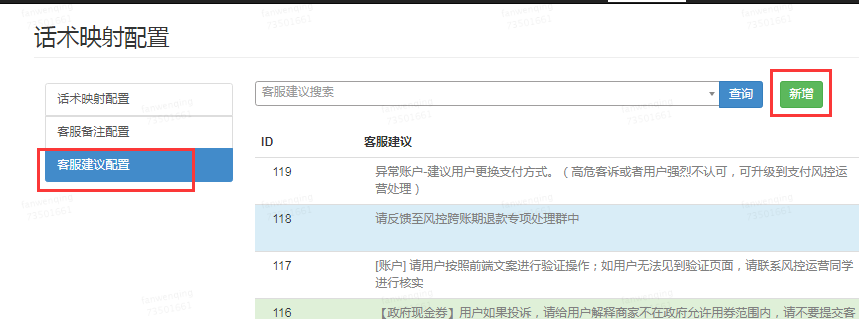 话术映射配置
话术映射配置
客服备注配置
客服建议配置
客服建议搜索
查询
新增
ID 客服建议
119 异常账户-建议用户更换支付方式。（高危客诉或者用户强烈不认可，可升级到支付风控运
营处理）
118 请反馈至风控跨账期退款专项处理群中
117 [账户] 请用户按照前端文案进行验证操作；如用户无法见到验证页面，请联系风控运营同学
进行核实
116 【政府现金券】用户如果投诉，请给用户解释商家不在政府允许用券范围内，请不要提交客